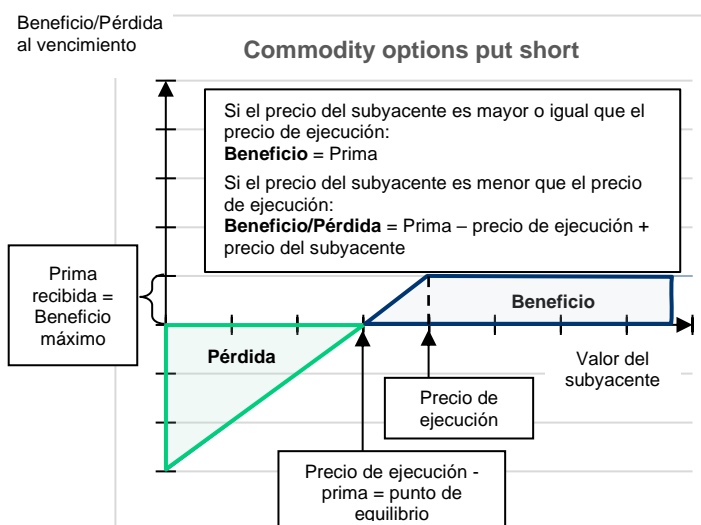 Beneficio/Pérdida
al vencimiento
Commodity options put short
Si el precio del subyacente es mayor o igual que el
precio de ejecución:
Beneficio = Prima
Si el precio del subyacente es menor que el precio
de ejecución:
Beneficio/Pérdida = Prima – precio de ejecución +
precio del subyacente
Prima
recibida =
Beneficio
máximo
Beneficio
Pérdida
Valor del
subyacente
Precio de
ejecución
Precio de ejecución -
prima = punto de
equilibrio